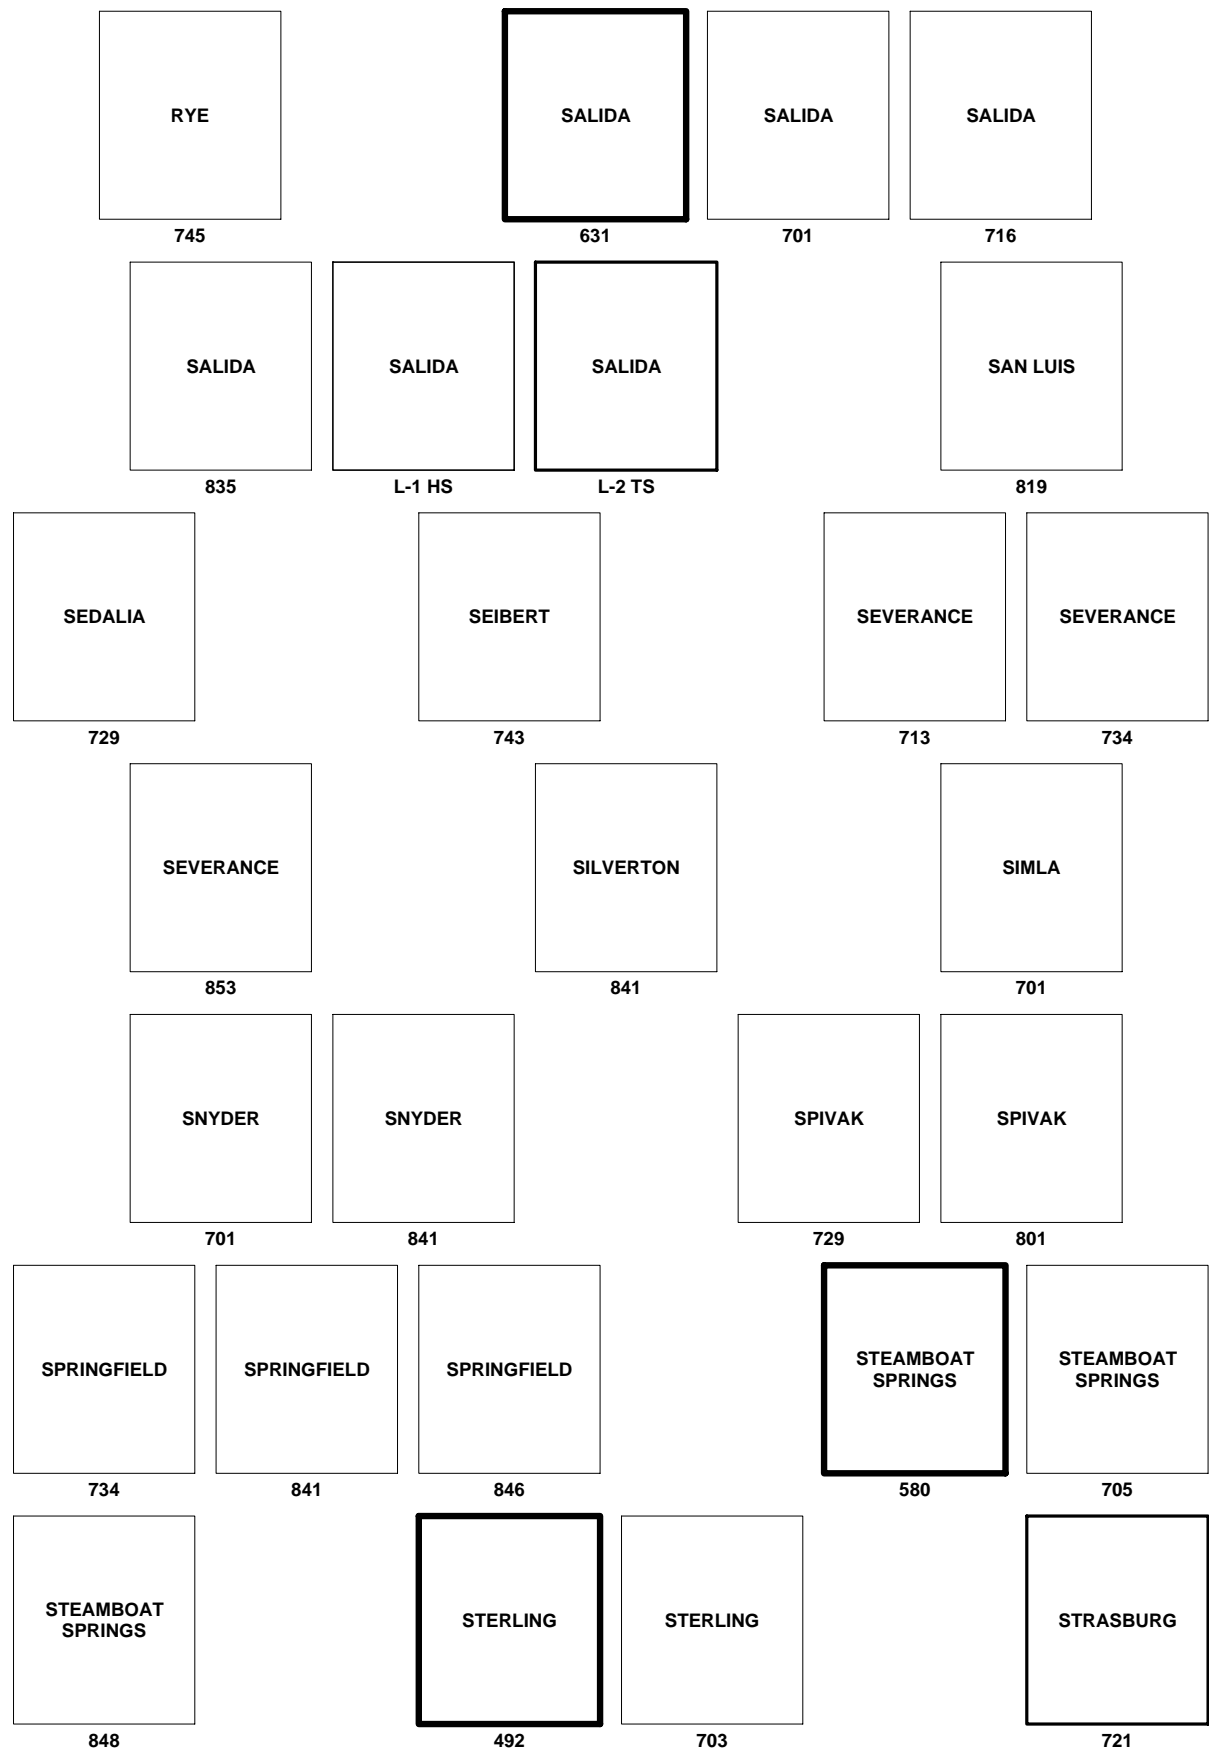 RYE
SALIDA
SALIDA
SALIDA
745
631
701
716
SALIDA
SALIDA
SALIDA
SAN LUIS
835
L-1 HS
L-2 TS
819
SEDALIA
SEIBERT
SEVERANCE
SEVERANCE
729
743
713
734
SEVERANCE
SILVERTON
SIMLA
853
841
701
SNYDER
SNYDER
SPIVAK
SPIVAK
701
841
729
801
SPRINGFIELD
SPRINGFIELD
SPRINGFIELD
STEAMBOAT
SPRINGS
STEAMBOAT
SPRINGS
734
841
846
580
705
STEAMBOAT
SPRINGS
STERLING
STERLING
STRASBURG
848
492
703
721